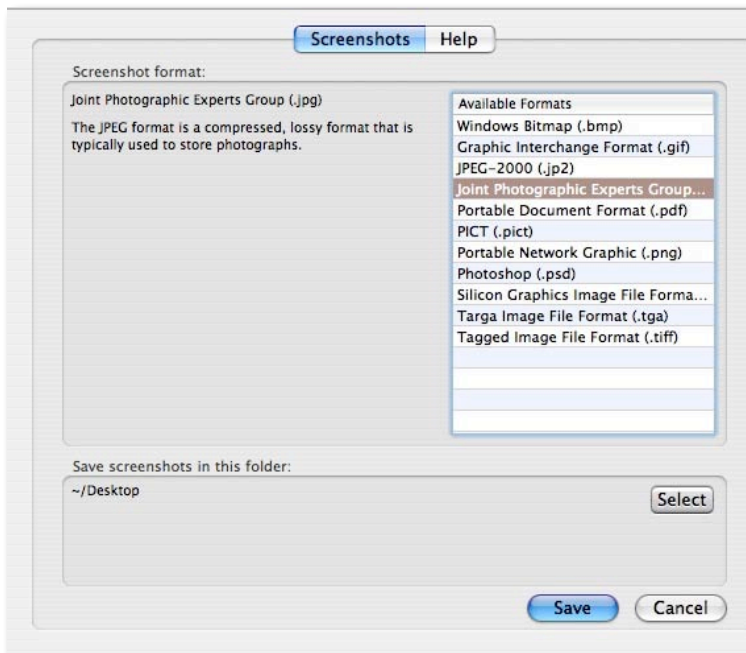 Screenshots Help
Screenshot format:
Joint Photographic Experts Group (.jpg)
The JPEG format is a compressed, lossy format that is
typically used to store photographs.
Available Formats
Windows Bitmap (.bmp)
Graphic Interchange Format (.gif)
JPEG-2000 (.jp2)
Joint Photographic Experts Group...
Portable Document Format (.pdf)
PICT (.pict)
Portable Network Graphic (.png)
Photoshop (.psd)
Silicon Graphics Image File Forma...
Targa Image File Format (.tga)
Tagged Image File Format (.tiff)
Save screenshots in this folder:
~/Desktop
Select
Save Cancel